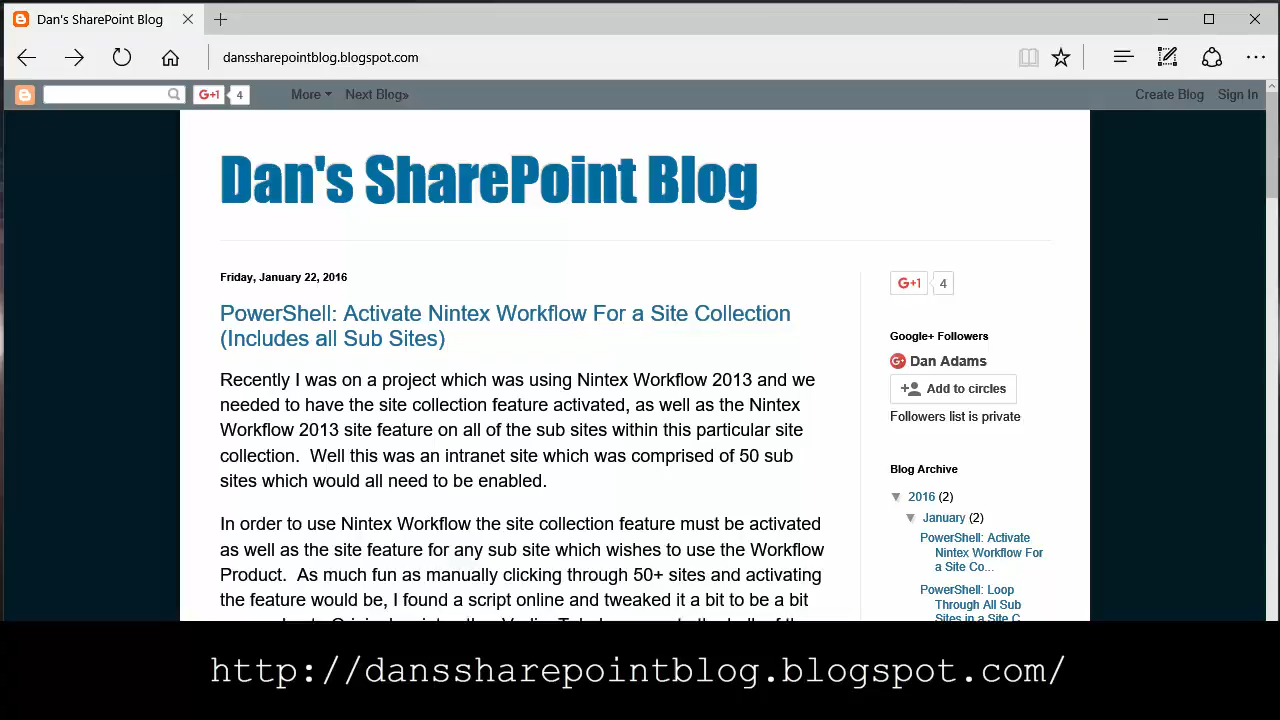 Dan's SharePoint Blog
danssharepointblog.blogspot.com
G+1 4 More Next Blog» Create Blog Sign In
Dan's SharePoint Blog
Friday, January 22, 2016
PowerShell: Activate Nintex Workflow For a Site Collection
(Includes all Sub Sites)
Recently I was on a project which was using Nintex Workflow 2013 and we
needed to have the site collection feature activated, as well as the Nintex
Workflow 2013 site feature on all of the sub sites within this particular site
collection.  Well this was an intranet site which was comprised of 50 sub
sites which would all need to be enabled.
In order to use Nintex Workflow the site collection feature must be activated
as well as the site feature for any sub site which wishes to use the Workflow
Product.  As much fun as manually clicking through 50+ sites and activating
the feature would be, I found a script online and tweaked it a bit to be a bit
G+1 4
Google+ Followers
Dan Adams
Add to circles
Followers list is private
Blog Archive
▼ 2016 (2)
▼ January (2)
PowerShell: Activate
Nintex Workflow For
a Site Co...
PowerShell: Loop
Through All Sub
Sites in a Site C
http://danssharepointblog.blogspot.com/